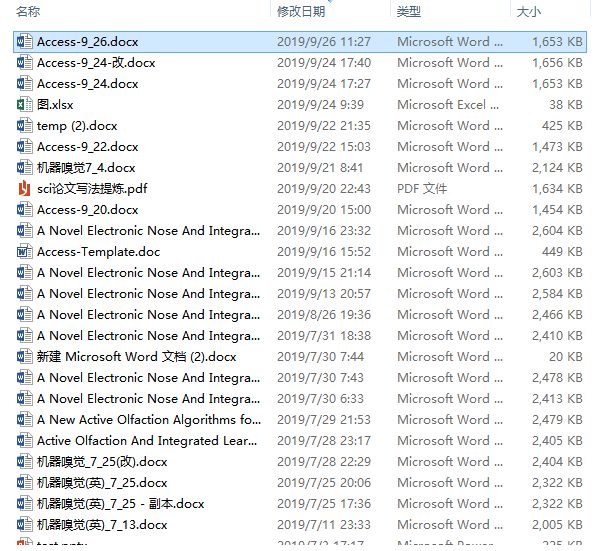 名称 修改日期 类型 大小
Access-9_26.docx 2019/9/26 11:27 Microsoft Word ... 1,653 KB
Access-9_24-改.docx 2019/9/24 17:40 Microsoft Word ... 1,656 KB
Access-9_24.docx 2019/9/24 17:27 Microsoft Word ... 1,653 KB
图.xlsx 2019/9/24 9:39 Microsoft Excel ... 38 KB
temp (2).docx 2019/9/22 21:35 Microsoft Word ... 425 KB
Access-9_22.docx 2019/9/22 15:03 Microsoft Word ... 1,473 KB
机器嗅觉7_4.docx 2019/9/21 8:41 Microsoft Word ... 2,124 KB
sci论文写法提炼.pdf 2019/9/20 22:43 PDF 文件 1,634 KB
Access-9_20.docx 2019/9/20 15:00 Microsoft Word ... 1,454 KB
A Novel Electronic Nose And Integra... 2019/9/16 23:32 Microsoft Word ... 2,604 KB
Access-Template.doc 2019/9/16 15:52 Microsoft Word ... 449 KB
A Novel Electronic Nose And Integra... 2019/9/15 21:14 Microsoft Word ... 2,603 KB
A Novel Electronic Nose And Integra... 2019/9/13 20:57 Microsoft Word ... 2,584 KB
A Novel Electronic Nose And Integra... 2019/8/26 19:36 Microsoft Word ... 2,466 KB
A Novel Electronic Nose And Integra... 2019/7/31 18:38 Microsoft Word ... 2,410 KB
新建 Microsoft Word 文档 (2).docx 2019/7/30 7:44 Microsoft Word ... 20 KB
A Novel Electronic Nose And Integra... 2019/7/30 7:43 Microsoft Word ... 2,478 KB
A Novel Electronic Nose And Integra... 2019/7/30 6:33 Microsoft Word ... 2,413 KB
A New Active Olfaction Algorithms fo... 2019/7/29 21:53 Microsoft Word ... 2,479 KB
Active Olfaction And Integrated Lear... 2019/7/28 23:17 Microsoft Word ... 2,405 KB
机器嗅觉_7_25(改).docx 2019/7/28 22:29 Microsoft Word ... 2,404 KB
机器嗅觉(英)_7_25.docx 2019/7/25 20:06 Microsoft Word ... 2,322 KB
机器嗅觉(英)_7_25 - 副本.docx 2019/7/25 17:36 Microsoft Word ... 2,322 KB
机器嗅觉(英)_7_13.docx 2019/7/11 23:33 Microsoft Word ... 2,005 KB